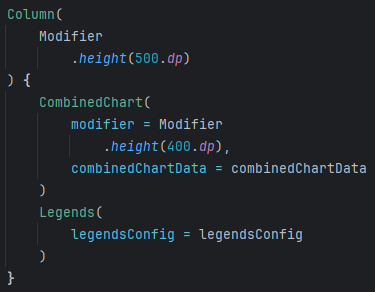 Column(
    Modifier
        .height(500.dp)
) {
    CombinedChart(
        modifier = Modifier
            .height(400.dp),
        combinedChartData = combinedChartData
    )
    Legends(
        legendsConfig = legendsConfig
    )
}